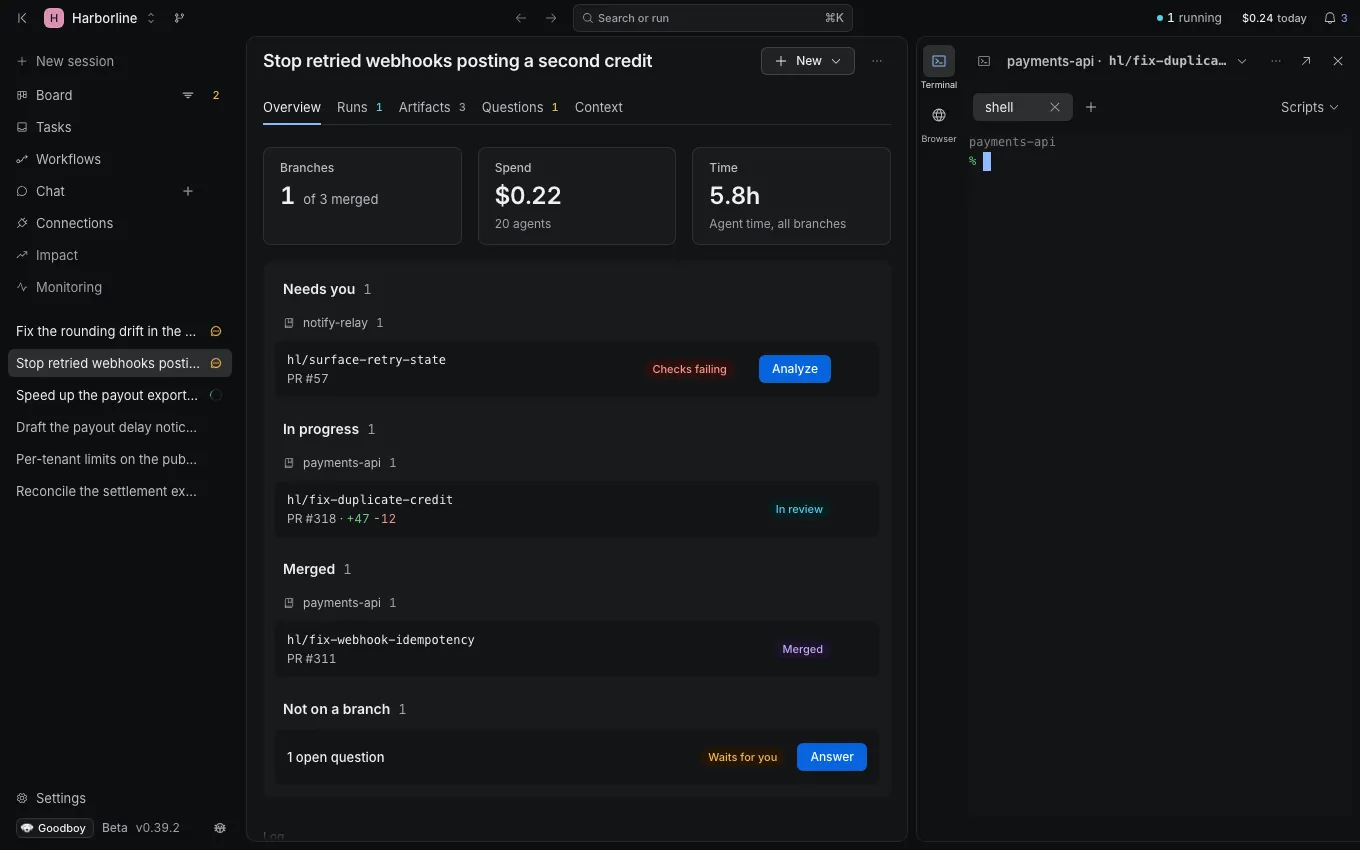 H Harborline
Search or run ⌘K
1 running $0.24 today 3
New session
Board 2
Tasks
Workflows
Chat
Connections
Impact
Monitoring
Fix the rounding drift in the ...
Stop retried webhooks posti...
Speed up the payout export...
Draft the payout delay notic...
Per-tenant limits on the pub...
Reconcile the settlement ex...
Settings
Goodboy Beta v0.39.2
Stop retried webhooks posting a second credit
New
Overview Runs 1 Artifacts 3 Questions 1 Context
Branches
1 of 3 merged
Spend
$0.22
20 agents
Time
5.8h
Agent time, all branches
Needs you 1
notify-relay 1
hl/surface-retry-state
PR #57
Checks failing Analyze
In progress 1
payments-api 1
hl/fix-duplicate-credit
PR #318 · +47 -12
In review
Merged 1
payments-api 1
hl/fix-webhook-idempotency
PR #311
Merged
Not on a branch 1
1 open question
Waits for you Answer
Log
Terminal
Browser
payments-api · hl/fix-duplica...
shell
Scripts
payments-api
%